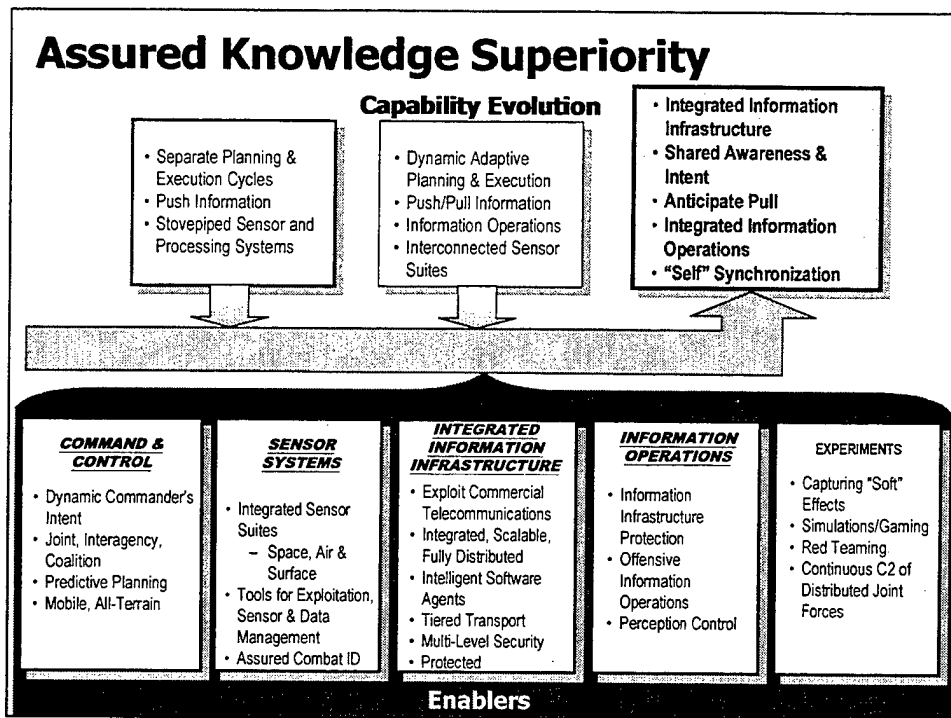 Assured Knowledge Superiority
Capability Evolution
• Separate Planning &
Execution Cycles
• Push Information
• Stovepiped Sensor and
Processing Systems
• Dynamic Adaptive
Planning & Execution
• Push/Pull Information
• Information Operations
• Interconnected Sensor
Suites
• Integrated Information
Infrastructure
• Shared Awareness &
Intent
• Anticipate Pull
• Integrated Information
Operations
• "Self" Synchronization
COMMAND &
CONTROL
• Dynamic Commander's
Intent
• Joint, Interagency,
Coalition
• Predictive Planning
• Mobile, All-Terrain
SENSOR
SYSTEMS
• Integrated Sensor
Suites
– Space, Air &
Surface
• Tools for Exploitation,
Sensor & Data
Management
• Assured Combat ID
INTEGRATED
INFORMATION
INFRASTRUCTURE
• Exploit Commercial
Telecommunications
• Integrated, Scalable,
Fully Distributed
• Intelligent Software
Agents
• Tiered Transport
• Multi-Level Security
• Protected
INFORMATION
OPERATIONS
• Information
Infrastructure
Protection
• Offensive
Information
Operations
• Perception Control
EXPERIMENTS
• Capturing "Soft"
Effects
• Simulations/Gaming
• Red Teaming
• Continuous C2 of
Distributed Joint
Forces
Enablers